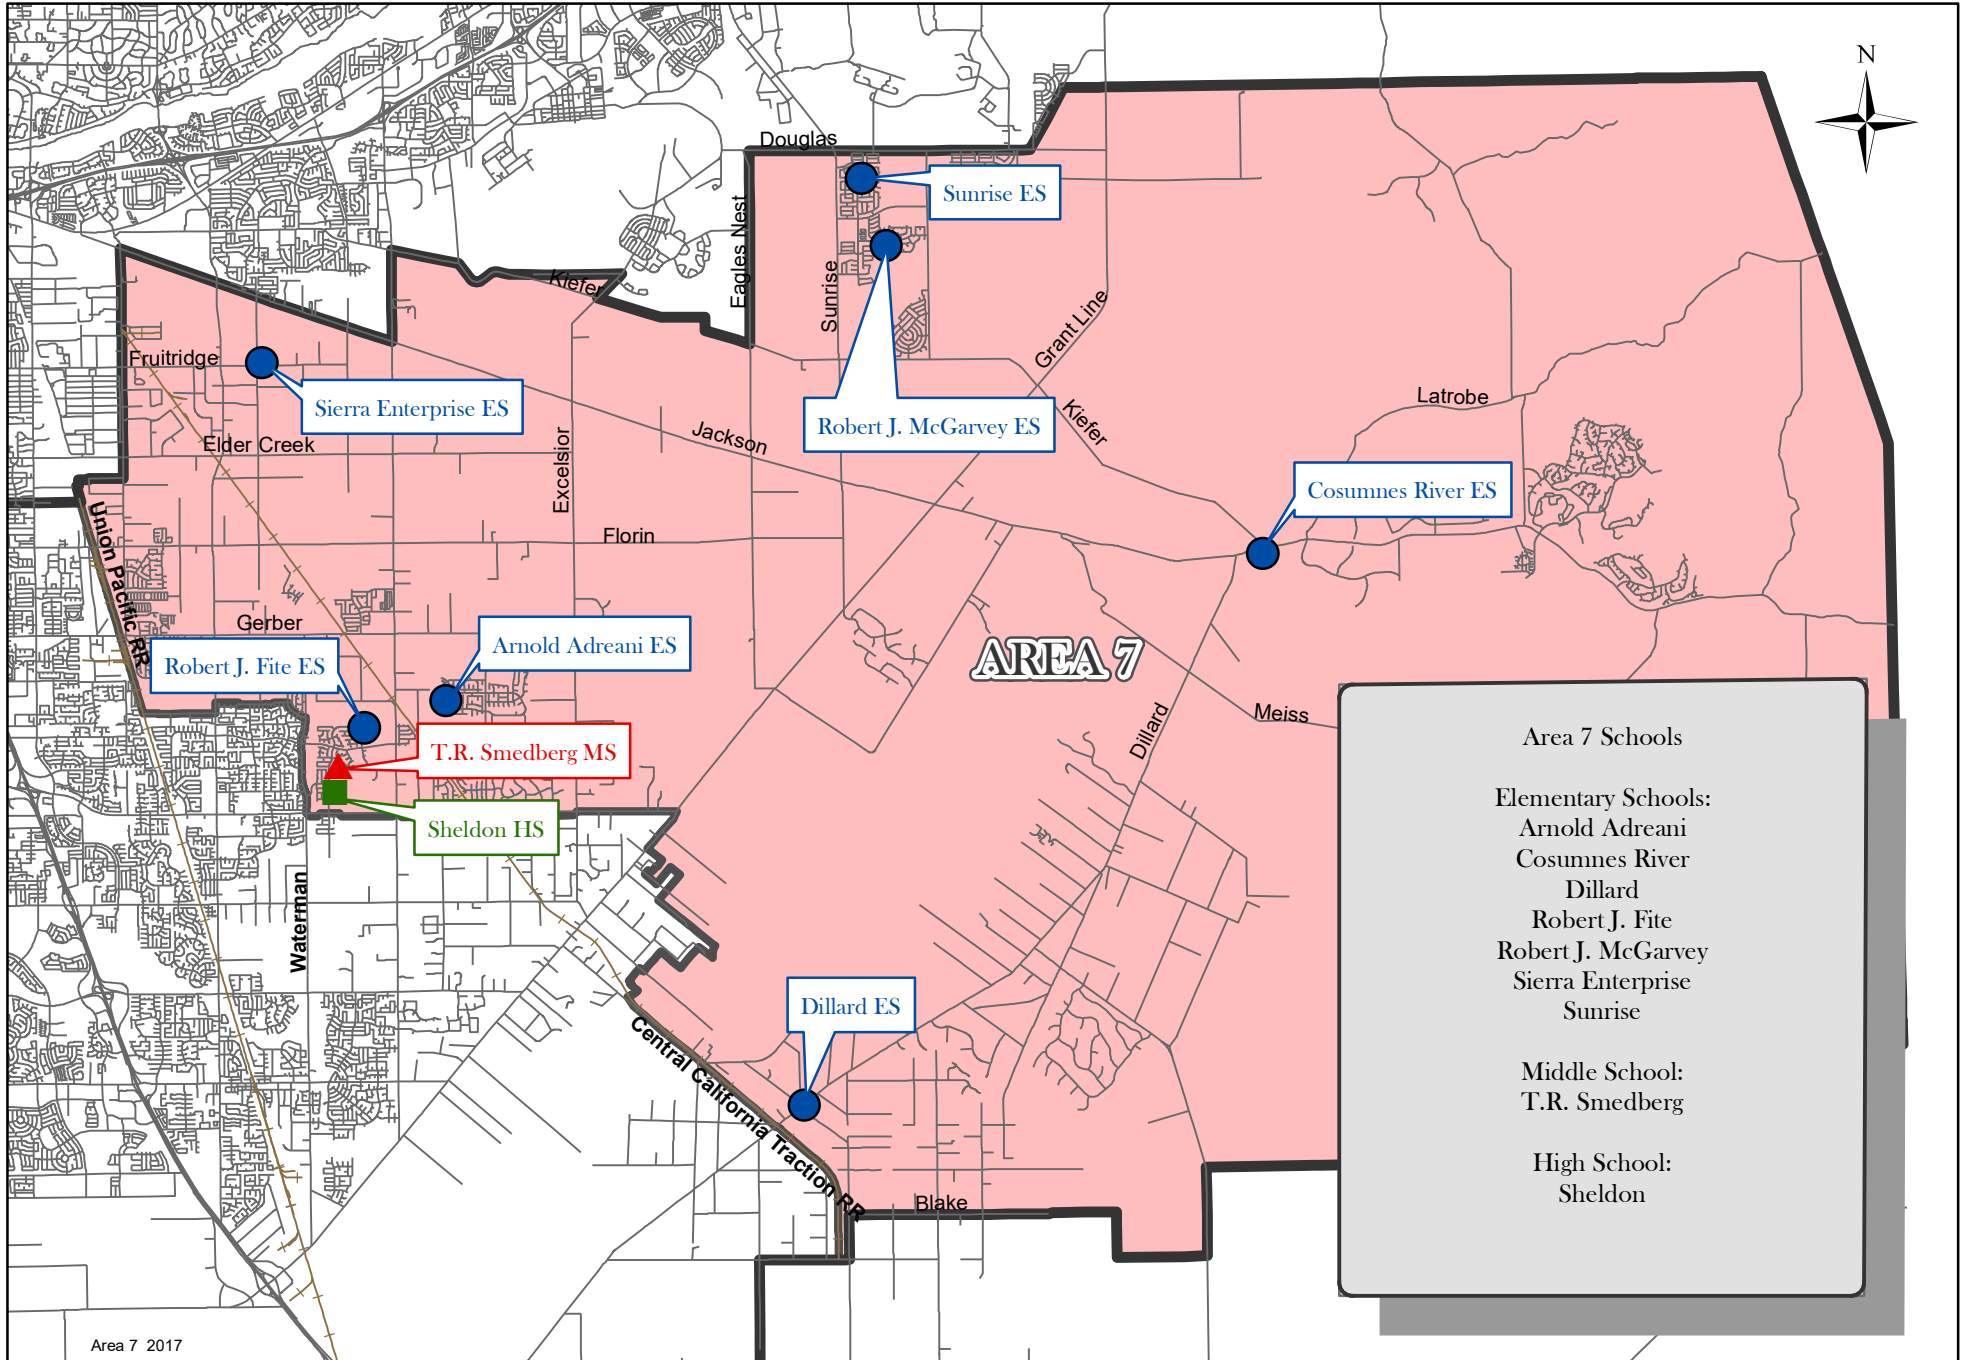 N
Douglas
Sunrise ES
Eagles Nest
Kiefer
Sunrise
Grant Line
Fruitridge
Sierra Enterprise ES
Robert J. McGarvey ES
Kiefer
Latrobe
Elder Creek
Jackson
Excelsior
Cosumnes River ES
Union Pacific RR
Florin
Gerber
Arnold Adreani ES
Robert J. Fite ES
AREA 7
T.R. Smedberg MS
Dillard
Meiss
Sheldon HS
Waterman
Dillard ES
Central California Traction RR
Blake
Area 7 Schools
Elementary Schools:
Arnold Adreani
Cosumnes River
Dillard
Robert J. Fite
Robert J. McGarvey
Sierra Enterprise
Sunrise
Middle School:
T.R. Smedberg
High School:
Sheldon
Area 7 2017